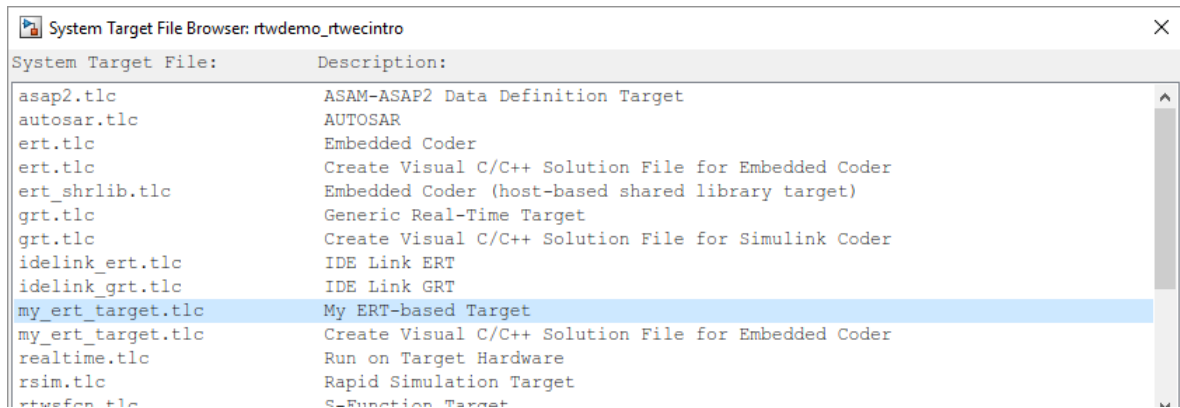 System Target File Browser: rtwdemo_rtwecintro
System Target File: Description:
asap2.tlc ASAM-ASAP2 Data Definition Target
autosar.tlc AUTOSAR
ert.tlc Embedded Coder
ert.tlc Create Visual C/C++ Solution File for Embedded Coder
ert_shrlib.tlc Embedded Coder (host-based shared library target)
grt.tlc Generic Real-Time Target
grt.tlc Create Visual C/C++ Solution File for Simulink Coder
idelink_ert.tlc IDE Link ERT
idelink_grt.tlc IDE Link GRT
my_ert_target.tlc My ERT-based Target
my_ert_target.tlc Create Visual C/C++ Solution File for Embedded Coder
realtime.tlc Run on Target Hardware
rsim.tlc Rapid Simulation Target
rtwsfcn.tlc S-Function Target